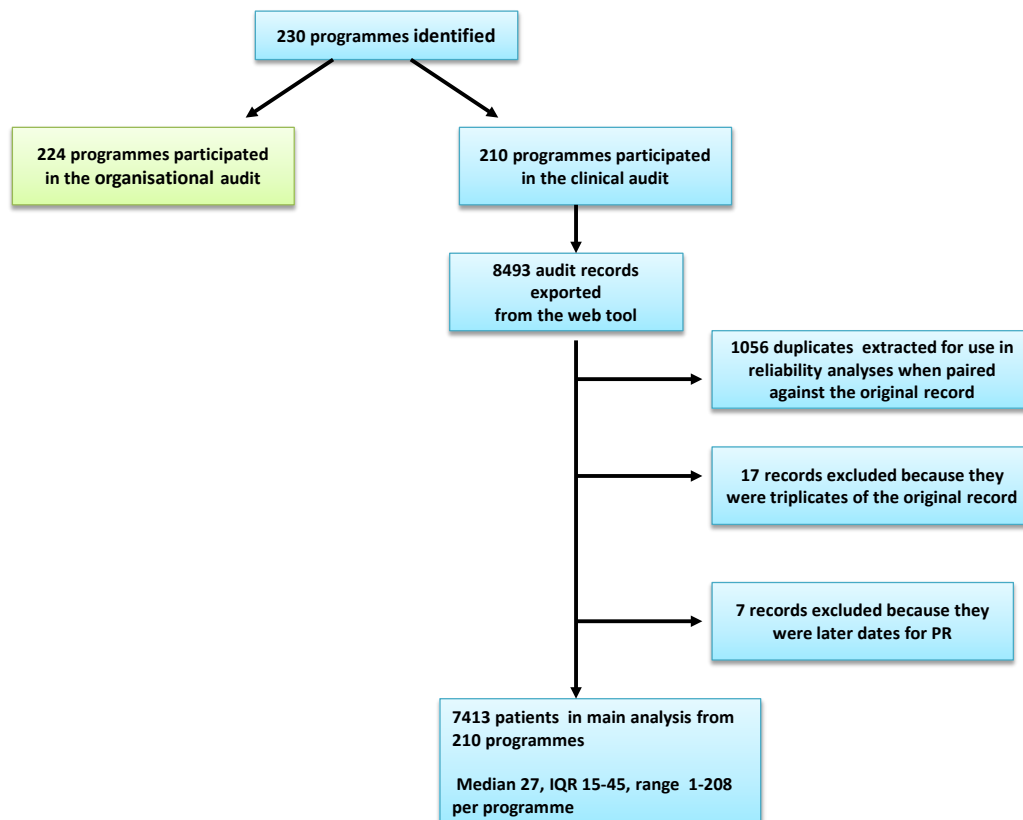 230 programmes identified
224 programmes participated
in the organisational audit
210 programmes participated
in the clinical audit
8493 audit records
exported
from the web tool
1056 duplicates extracted for use in
reliability analyses when paired
against the original record
17 records excluded because they
were triplicates of the original record
7 records excluded because they
were later dates for PR
7413 patients in main analysis from
210 programmes
Median 27, IQR 15-45, range 1-208
per programme